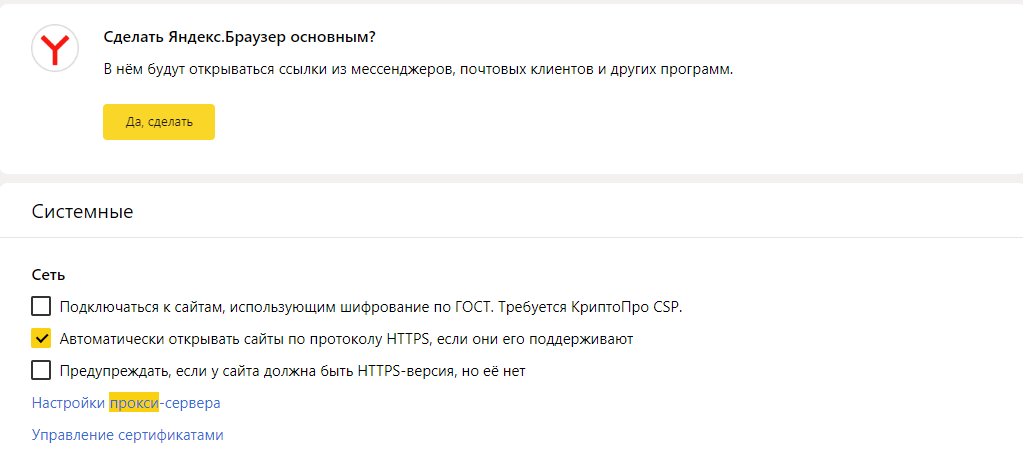 Сделать Яндекс.Браузер основным?
В нём будут открываться ссылки из мессенджеров, почтовых клиентов и других программ.
Да, сделать
Системные
Сеть
Подключаться к сайтам, использующим шифрование по ГОСТ. Требуется КриптоПро CSP.
Автоматически открывать сайты по протоколу HTTPS, если они его поддерживают
Предупреждать, если у сайта должна быть HTTPS-версия, но её нет
Настройки прокси-сервера
Управление сертификатами